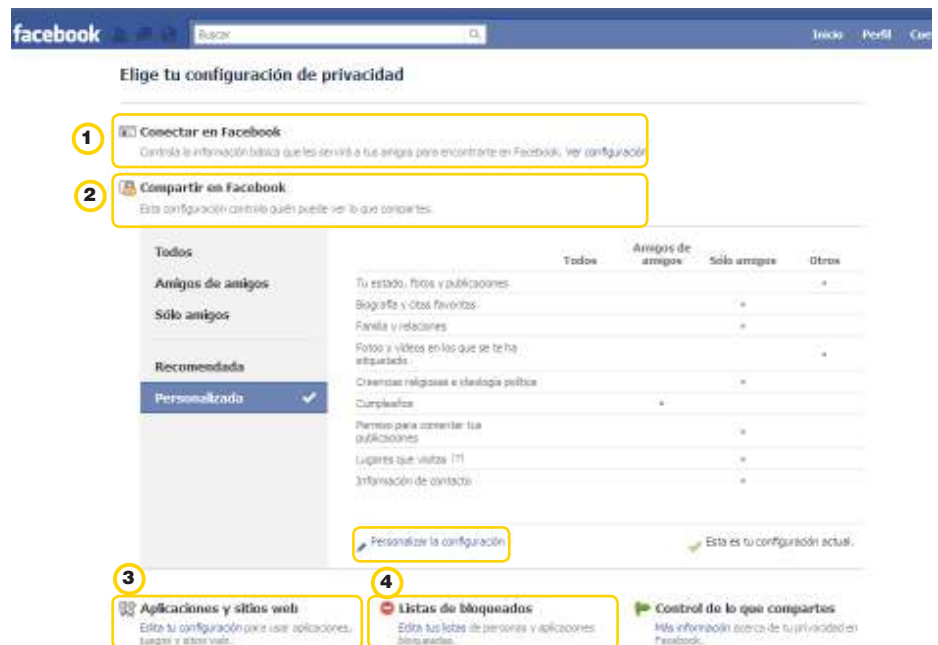 facebook
Buscar
Inicio Perfil Cue
Elige tu configuración de privacidad
1
Conectar en Facebook
Controla la información básica que les servirá a tus amigos para encontrarte en Facebook. Ver configuración
2
Compartir en Facebook
Esta configuración controla quién puede ver lo que compartes.
Todos
Amigos de amigos
Sólo amigos
Recomendada
Personalizada
Todos Amigos de amigos Sólo amigos Otros
Tu estado, fotos y publicaciones
Biografía y citas favoritas
Familia y relaciones
Fotos y vídeos en los que se te ha
etiquetado
Creencias religiosas e ideología política
Cumpleaños
Permiso para comentar tus
publicaciones
Lugares que visitas [?]
Información de contacto
Personalizar la configuración
Esta es tu configuración actual.
3
Aplicaciones y sitios web
Edita tu configuración para usar aplicaciones,
juegos y sitios web.
4
Listas de bloqueados
Edita tus listas de personas y aplicaciones
bloqueadas.
Control de lo que compartes
Más información acerca de tu privacidad en
Facebook.